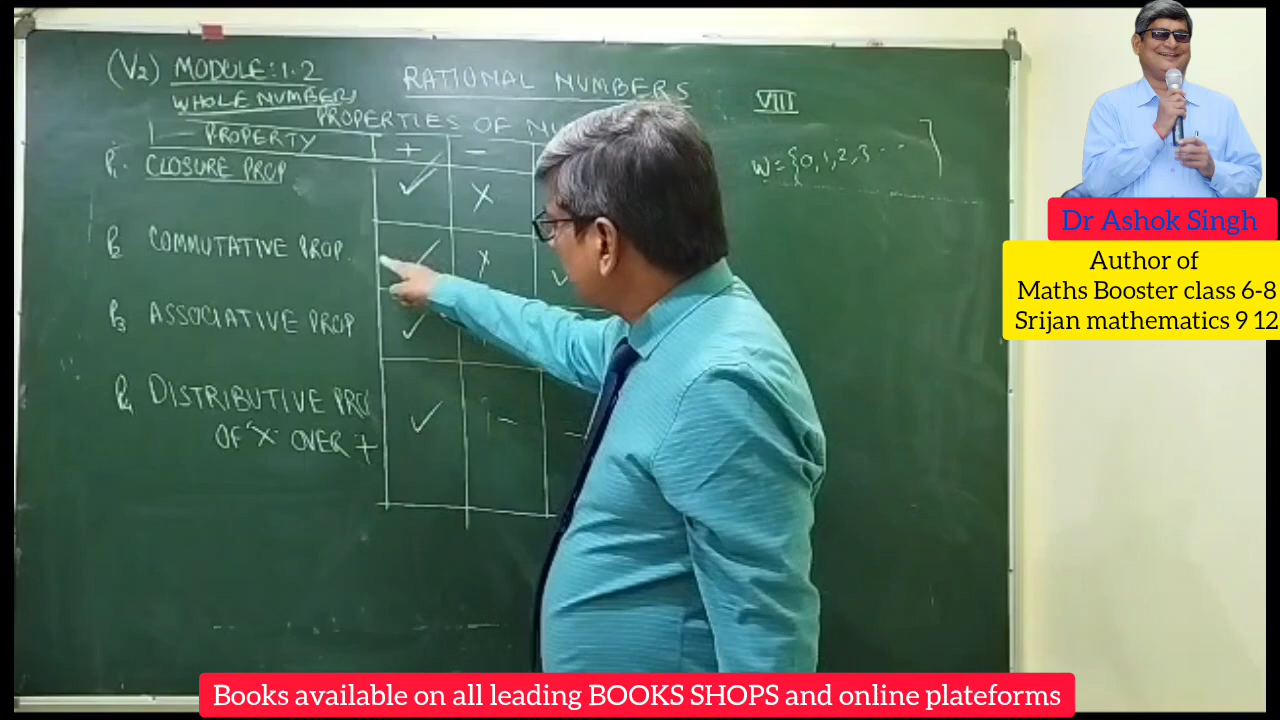 (V2) MODULE: 1.2
RATIONAL NUMBERS
VIII
WHOLE NUMBERS
PROPERTIES OF NU
PROPERTY + -
P1 CLOSURE PROP ✓ X
W = {0, 1, 2, 3 ...
P2 COMMUTATIVE PROP. ✓ X ✓
P3 ASSOCIATIVE PROP ✓
P4 DISTRIBUTIVE PRO ✓ - -
OF "X" OVER +
Dr Ashok Singh
Author of
Maths Booster class 6-8
Srijan mathematics 9 12
Books available on all leading BOOKS SHOPS and online plateforms